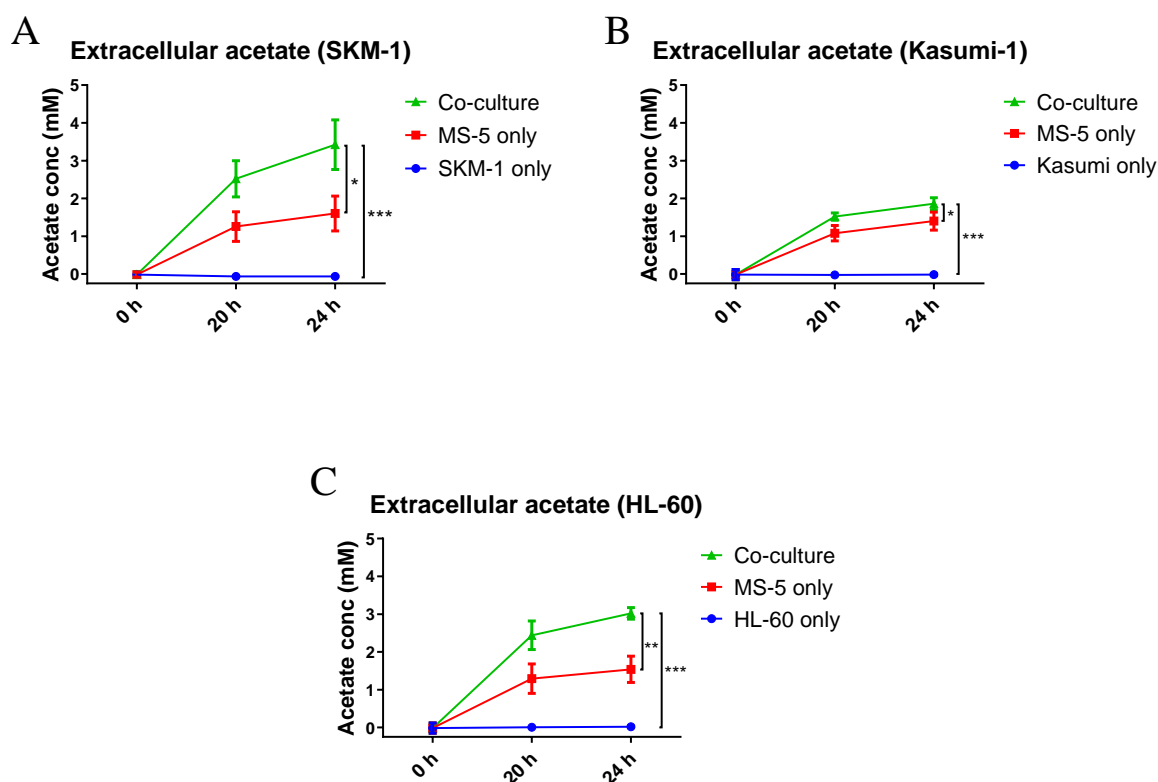 A
Extracellular acetate (SKM-1)
Acetate conc (mM)
5
4
3
2
1
0
0 h
20 h
24 h
Co-culture
MS-5 only
SKM-1 only
*
***
B
Extracellular acetate (Kasumi-1)
Acetate conc (mM)
5
4
3
2
1
0
0 h
20 h
24 h
Co-culture
MS-5 only
Kasumi only
*
***
C
Extracellular acetate (HL-60)
Acetate conc (mM)
5
4
3
2
1
0
0 h
20 h
24 h
Co-culture
MS-5 only
HL-60 only
**
***